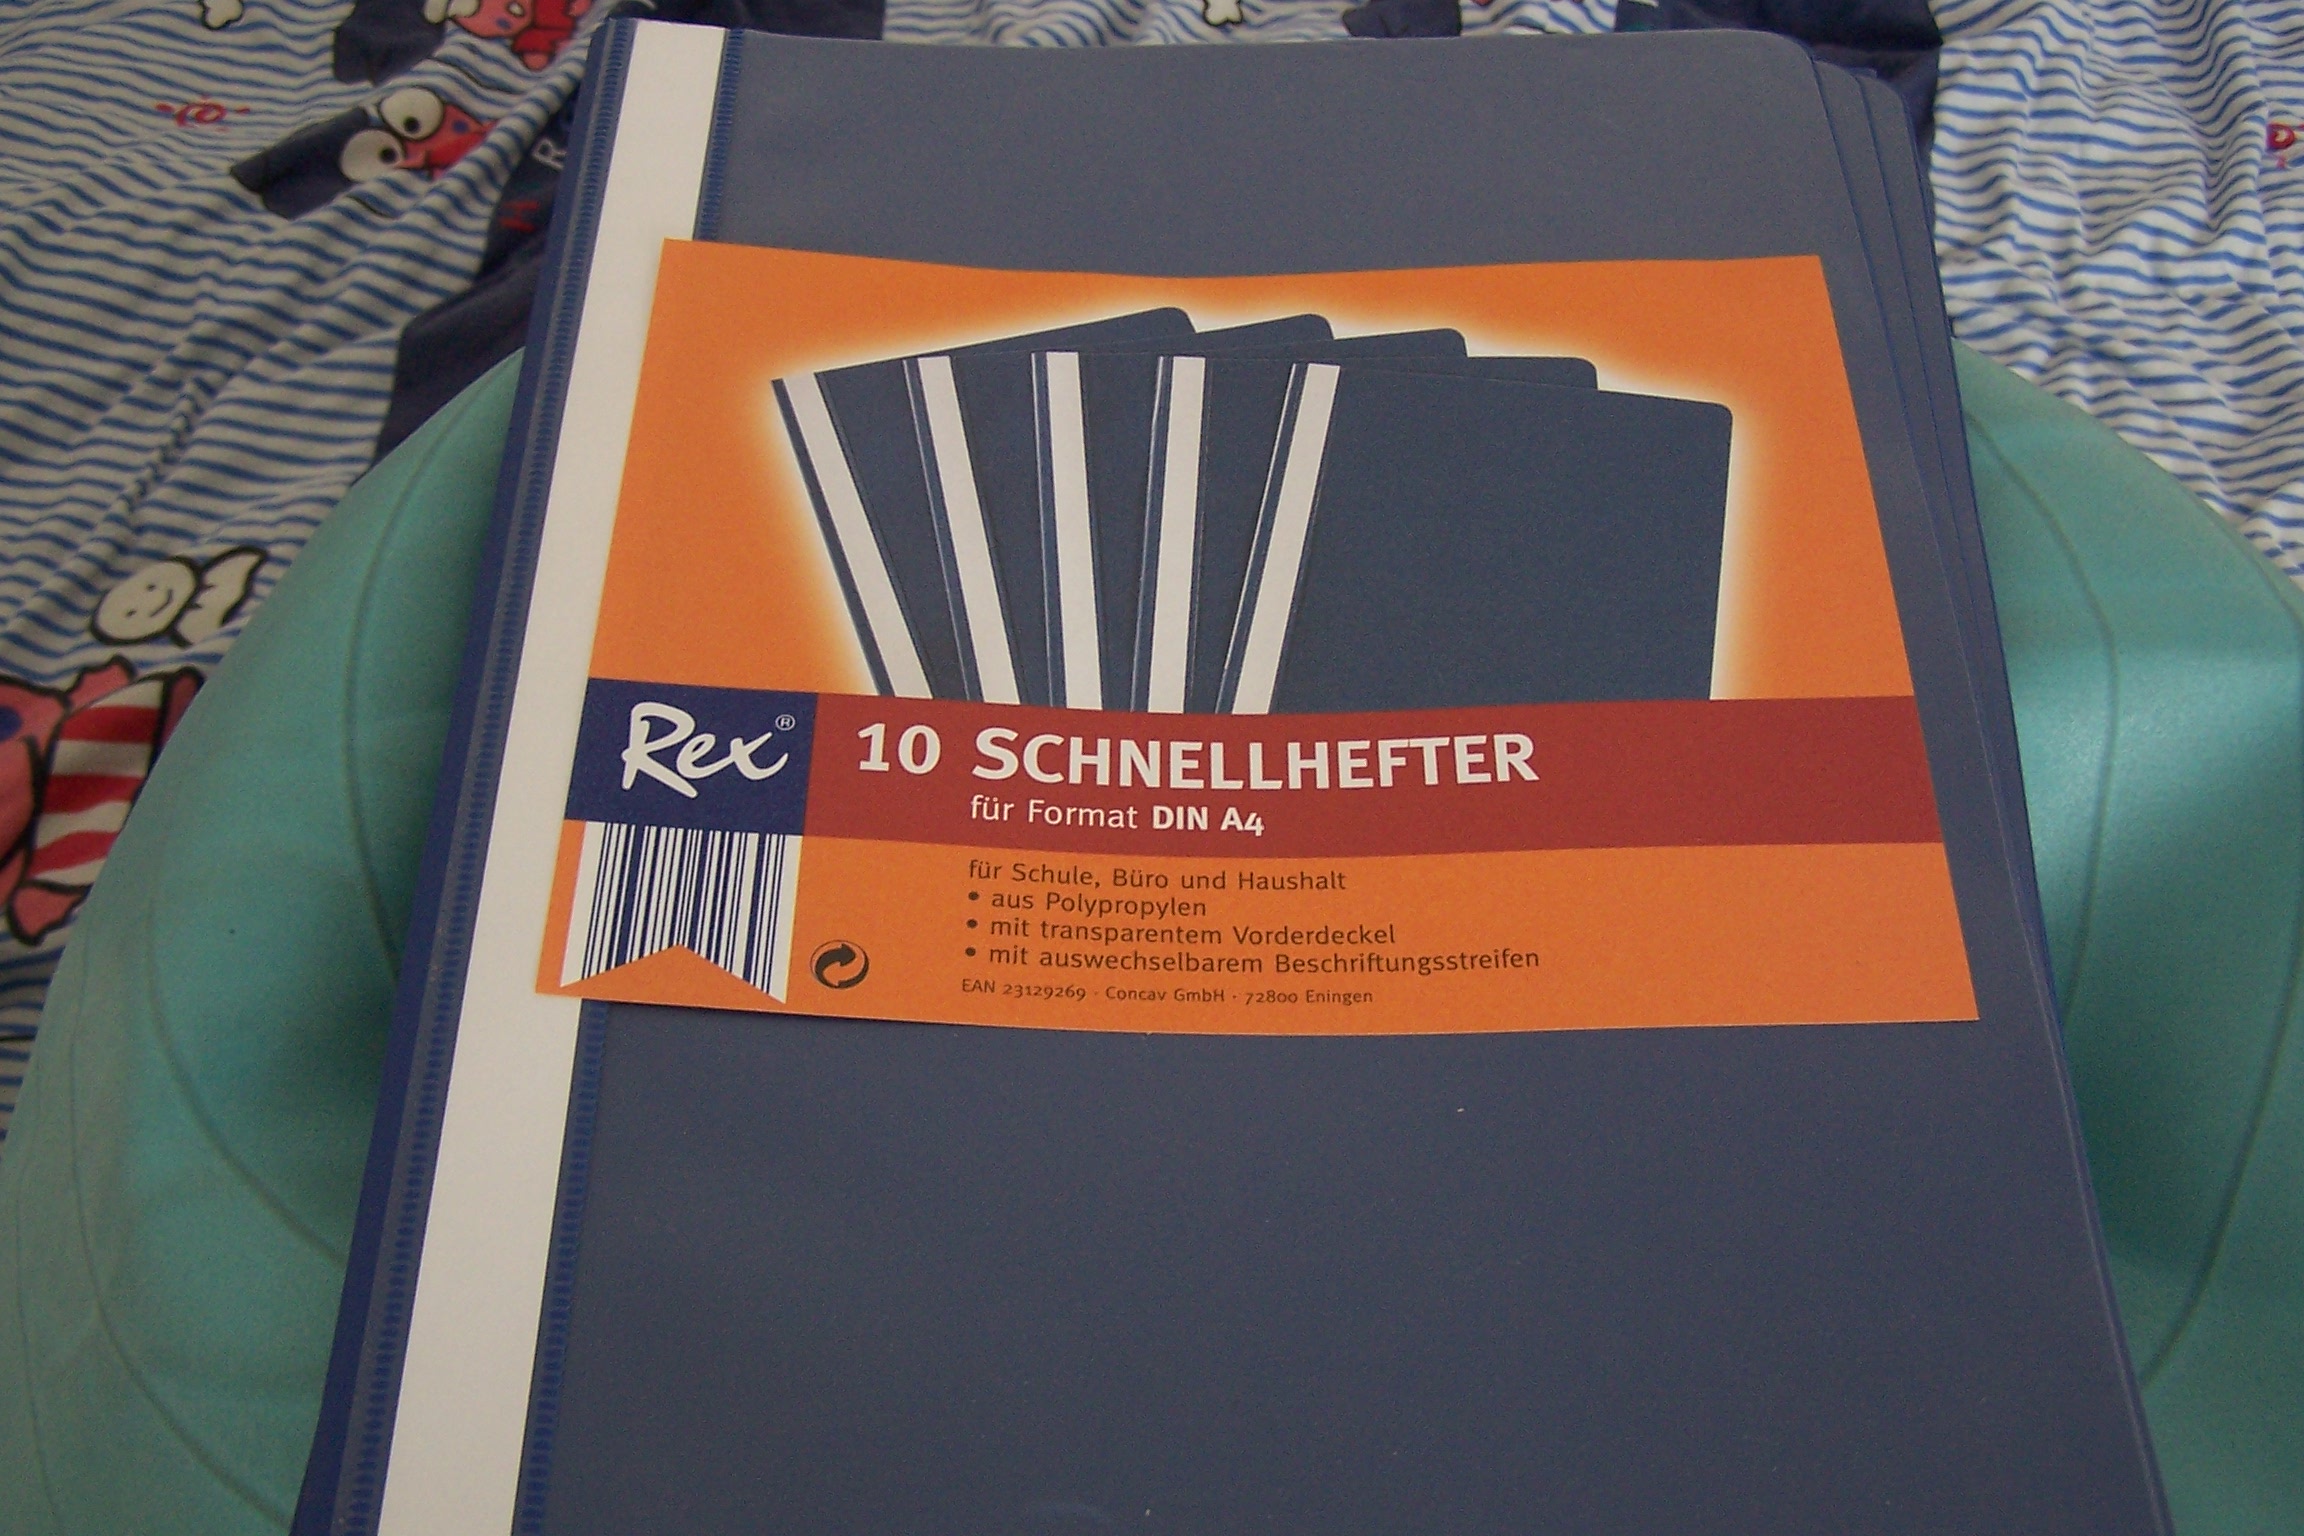 Rex®
10 SCHNELLHEFTER
für Format DIN A4
für Schule, Büro und Haushalt
• aus Polypropylen
• mit transparentem Vorderdeckel
• mit auswechselbarem Beschriftungsstreifen
EAN 23129269 · Concav GmbH · 72800 Eningen